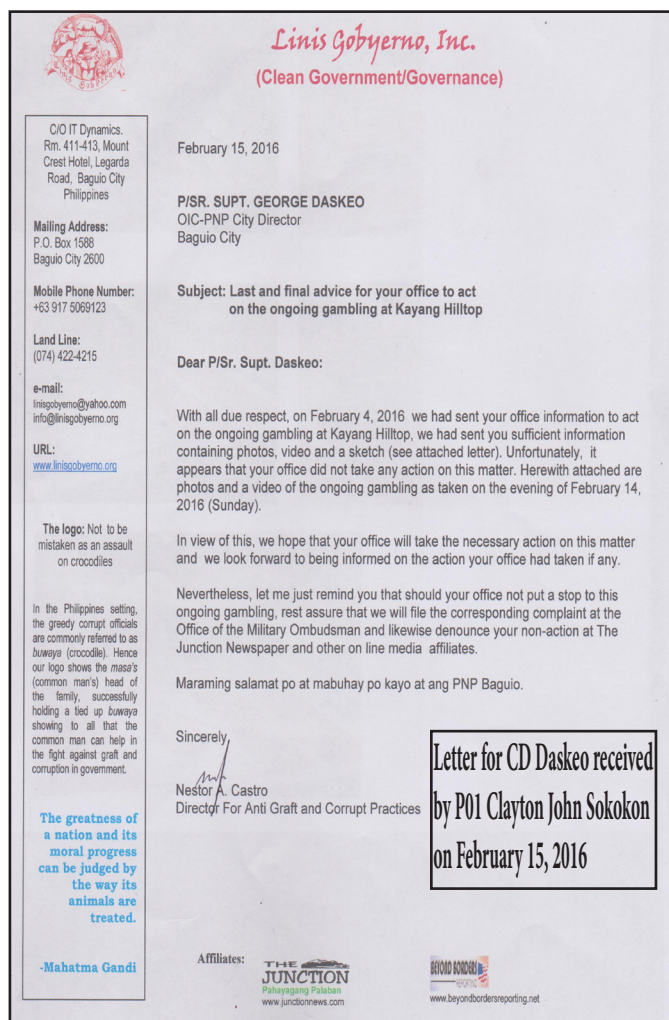 Linis Gobyerno, Inc.
(Clean Government/Governance)
Linis Gobyerno
C/O IT Dynamics.
Rm. 411-413, Mount
Crest Hotel, Legarda
Road, Baguio City
Philippines
Mailing Address:
P.O. Box 1588
Baguio City 2600
Mobile Phone Number:
+63 917 5069123
Land Line:
(074) 422-4215
e-mail:
linisgobyerno@yahoo.com
info@linisgobyerno.org
URL:
www.linisgobyerno.org
The logo: Not to be
mistaken as an assault
on crocodiles
In the Philippines setting,
the greedy corrupt officials
are commonly referred to as
buwaya (crocodile). Hence
our logo shows the masa's
(common man's) head of
the family, successfully
holding a tied up buwaya
showing to all that the
common man can help in
the fight against graft and
corruption in government.
The greatness of
a nation and its
moral progress
can be judged by
the way its
animals are
treated.
-Mahatma Gandi
February 15, 2016
P/SR. SUPT. GEORGE DASKEO
OIC-PNP City Director
Baguio City
Subject: Last and final advice for your office to act
on the ongoing gambling at Kayang Hilltop
Dear P/Sr. Supt. Daskeo:
With all due respect, on February 4, 2016 we had sent your office information to act
on the ongoing gambling at Kayang Hilltop, we had sent you sufficient information
containing photos, video and a sketch (see attached letter). Unfortunately, it
appears that your office did not take any action on this matter. Herewith attached are
photos and a video of the ongoing gambling as taken on the evening of February 14,
2016 (Sunday).
In view of this, we hope that your office will take the necessary action on this matter
and we look forward to being informed on the action your office had taken if any.
Nevertheless, let me just remind you that should your office not put a stop to this
ongoing gambling, rest assure that we will file the corresponding complaint at the
Office of the Military Ombudsman and likewise denounce your non-action at The
Junction Newspaper and other on line media affiliates.
Maraming salamat po at mabuhay po kayo at ang PNP Baguio.
Sincerely,
Nestor A. Castro
Director For Anti Graft and Corrupt Practices
Letter for CD Daskeo received
by P01 Clayton John Sokokon
on February 15, 2016
Affiliates:
THE
JUNCTION
Pahayagang Palaban
www.junctionnews.com
BEYOND BORDERS
REPORTING
www.beyondbordersreporting.net